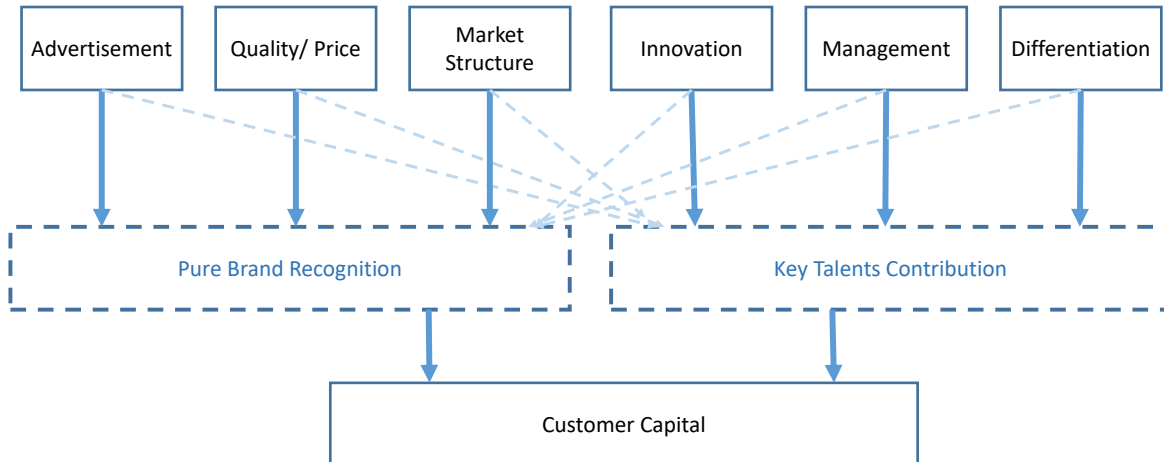 Advertisement
Quality/ Price
Market
Structure
Innovation
Management
Differentiation
Pure Brand Recognition
Key Talents Contribution
Customer Capital